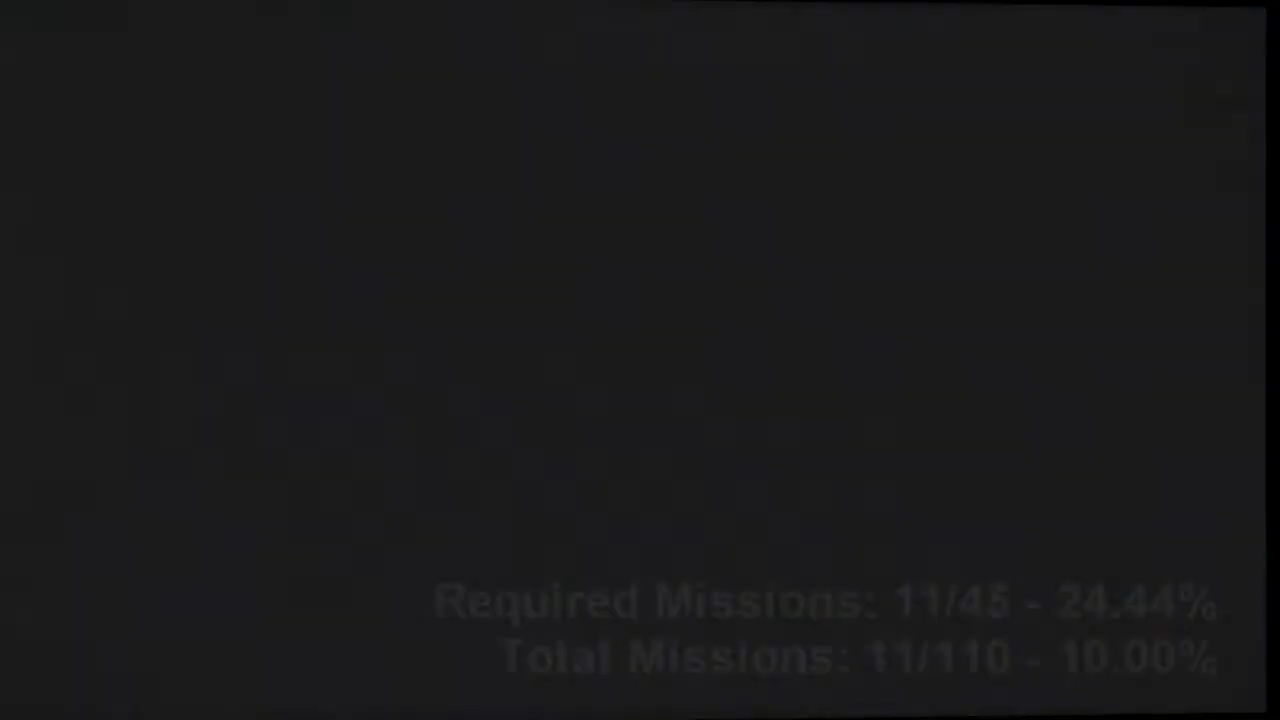 Required Missions: 11/45 - 24.44%
Total Missions: 11/110 - 10.00%